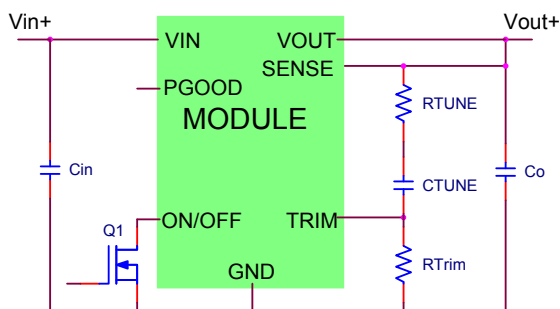 Vin+
Vout+
VIN
VOUT
SENSE
PGOOD
RTUNE
MODULE
Cin
CTUNE
Co
Q1
ON/OFF
TRIM
GND
RTrim